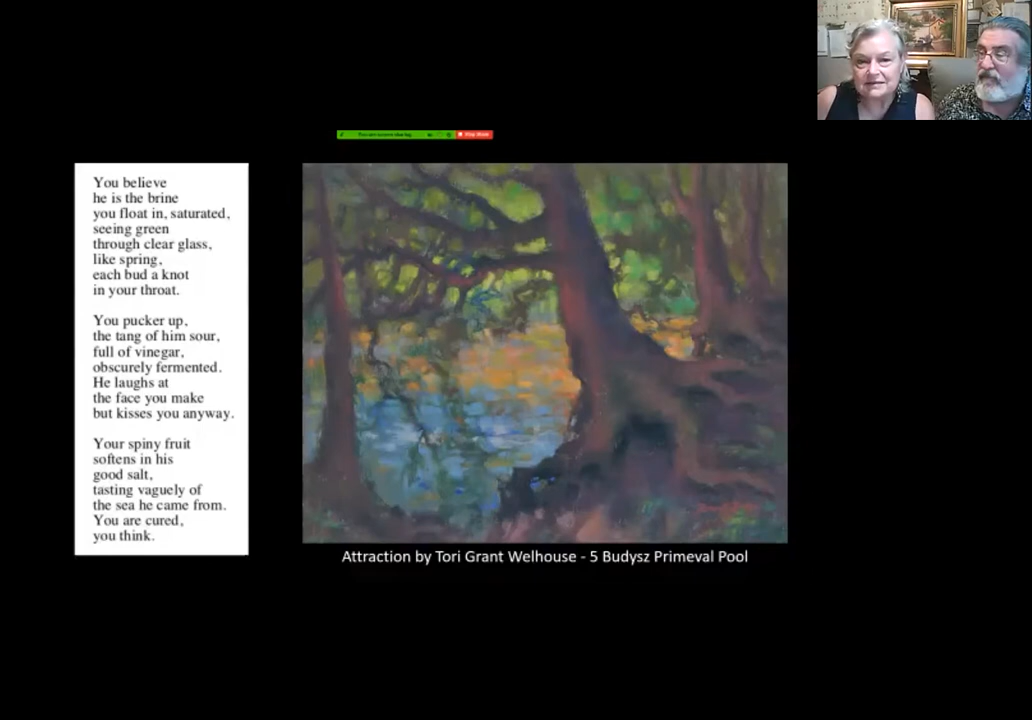 You believe
he is the brine
you float in, saturated,
seeing green
through clear glass,
like spring,
each bud a knot
in your throat.
You pucker up,
the tang of him sour,
full of vinegar,
obscurely fermented.
He laughs at
the face you make
but kisses you anyway.
Your spiny fruit
softens in his
good salt,
tasting vaguely of
the sea he came from.
You are cured,
you think.
Attraction by Tori Grant Welhouse - 5 Budysz Primeval Pool